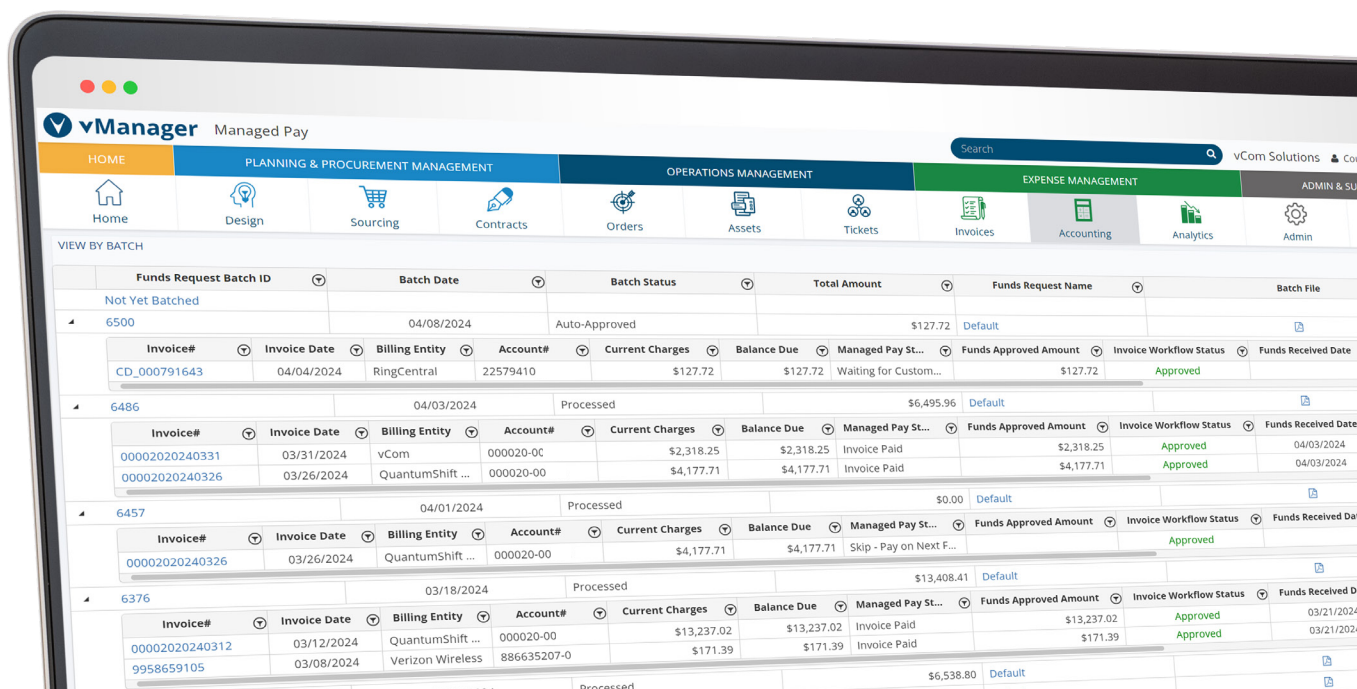 vManager Managed Pay
Search
vCom Solutions
HOME PLANNING & PROCUREMENT MANAGEMENT OPERATIONS MANAGEMENT EXPENSE MANAGEMENT ADMIN &
Home Design Sourcing Contracts Orders Assets Tickets Invoices Accounting Analytics Admin
VIEW BY BATCH
Funds Request Batch ID Batch Date Batch Status Total Amount Funds Request Name Batch File
Not Yet Batched
6500 04/08/2024 Auto-Approved $127.72 Default
Invoice# Invoice Date Billing Entity Account# Current Charges Balance Due Managed Pay St... Funds Approved Amount Invoice Workflow Status Funds Received Date
CD_000791643 04/04/2024 RingCentral 22579410 $127.72 $127.72 Waiting for Custom... $127.72 Approved
6486 04/03/2024 Processed $6,495.96 Default
Invoice# Invoice Date Billing Entity Account# Current Charges Balance Due Managed Pay St... Funds Approved Amount Invoice Workflow Status Funds Received Date
00002020240331 03/31/2024 vCom 000020-00 $2,318.25 $2,318.25 Invoice Paid $2,318.25 Approved 04/03/2024
00002020240326 03/26/2024 QuantumShift ... 000020-00 $4,177.71 $4,177.71 Invoice Paid $4,177.71 Approved 04/03/2024
6457 04/01/2024 Processed $0.00 Default
Invoice# Invoice Date Billing Entity Account# Current Charges Balance Due Managed Pay St... Funds Approved Amount Invoice Workflow Status Funds Received
00002020240326 03/26/2024 QuantumShift ... 000020-00 $4,177.71 $4,177.71 Skip - Pay on Next F... Approved
6376 03/18/2024 Processed $13,408.41 Default
Invoice# Invoice Date Billing Entity Account# Current Charges Balance Due Managed Pay St... Funds Approved Amount Invoice Workflow Status Funds Received
00002020240312 03/12/2024 QuantumShift ... 000020-00 $13,237.02 $13,237.02 Invoice Paid $13,237.02 Approved 03/21/2024
9958659105 03/08/2024 Verizon Wireless 886635207-0 $171.39 $171.39 Invoice Paid $171.39 Approved 03/21/2024
Processed $6,538.80 Default